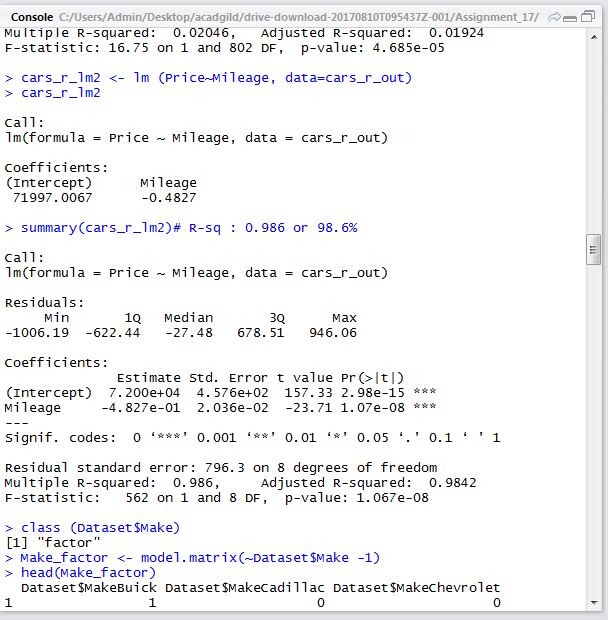 Console C:/Users/Admin/Desktop/acadgild/drive-download-20170810T095437Z-001/Assignment_17/
Multiple R-squared:  0.02046,   Adjusted R-squared:  0.01924
F-statistic: 16.75 on 1 and 802 DF,  p-value: 4.685e-05
> cars_r_lm2 <- lm (Price~Mileage, data=cars_r_out)
> cars_r_lm2
Call:
lm(formula = Price ~ Mileage, data = cars_r_out)
Coefficients:
(Intercept)      Mileage
 71997.0067      -0.4827
> summary(cars_r_lm2)# R-sq : 0.986 or 98.6%
Call:
lm(formula = Price ~ Mileage, data = cars_r_out)
Residuals:
     Min       1Q   Median       3Q      Max
-1006.19  -622.44   -27.48   678.51   946.06
Coefficients:
              Estimate Std. Error t value Pr(>|t|)
(Intercept)  7.200e+04  4.576e+02  157.33 2.98e-15 ***
Mileage     -4.827e-01  2.036e-02  -23.71 1.07e-08 ***
---
Signif. codes:  0 ‘***’ 0.001 ‘**’ 0.01 ‘*’ 0.05 ‘.’ 0.1 ‘ ’ 1
Residual standard error: 796.3 on 8 degrees of freedom
Multiple R-squared:  0.986,     Adjusted R-squared:  0.9842
F-statistic:   562 on 1 and 8 DF,  p-value: 1.067e-08
> class (Dataset$Make)
[1] "factor"
> Make_factor <- model.matrix(~Dataset$Make -1)
> head(Make_factor)
  Dataset$MakeBuick Dataset$MakeCadillac Dataset$MakeChevrolet
1                 1                    0                     0